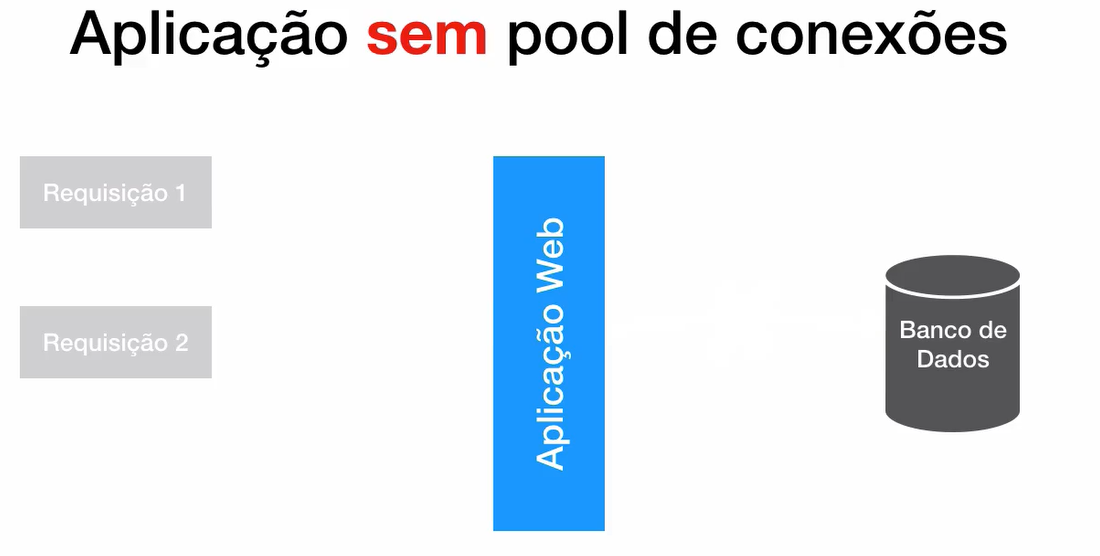 Aplicação sem pool de conexões
Requisição 1
Requisição 2
Aplicação Web
Banco de
Dados